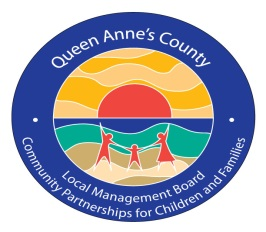 Queen Anne's County
Local Management Board
Community Partnerships for Children and Families